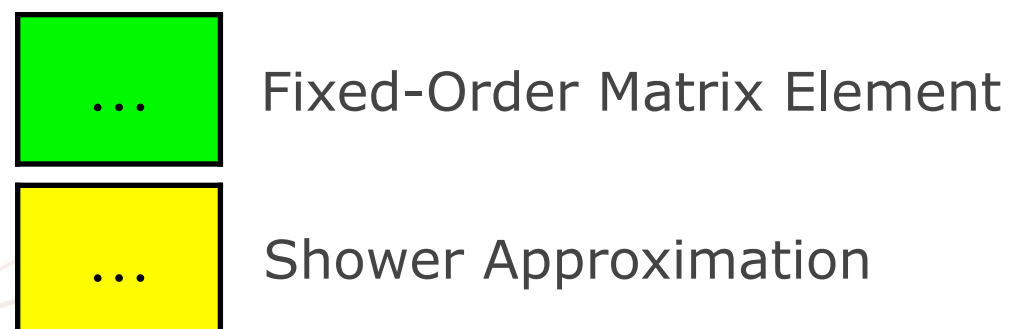 ... Fixed-Order Matrix Element
... Shower Approximation